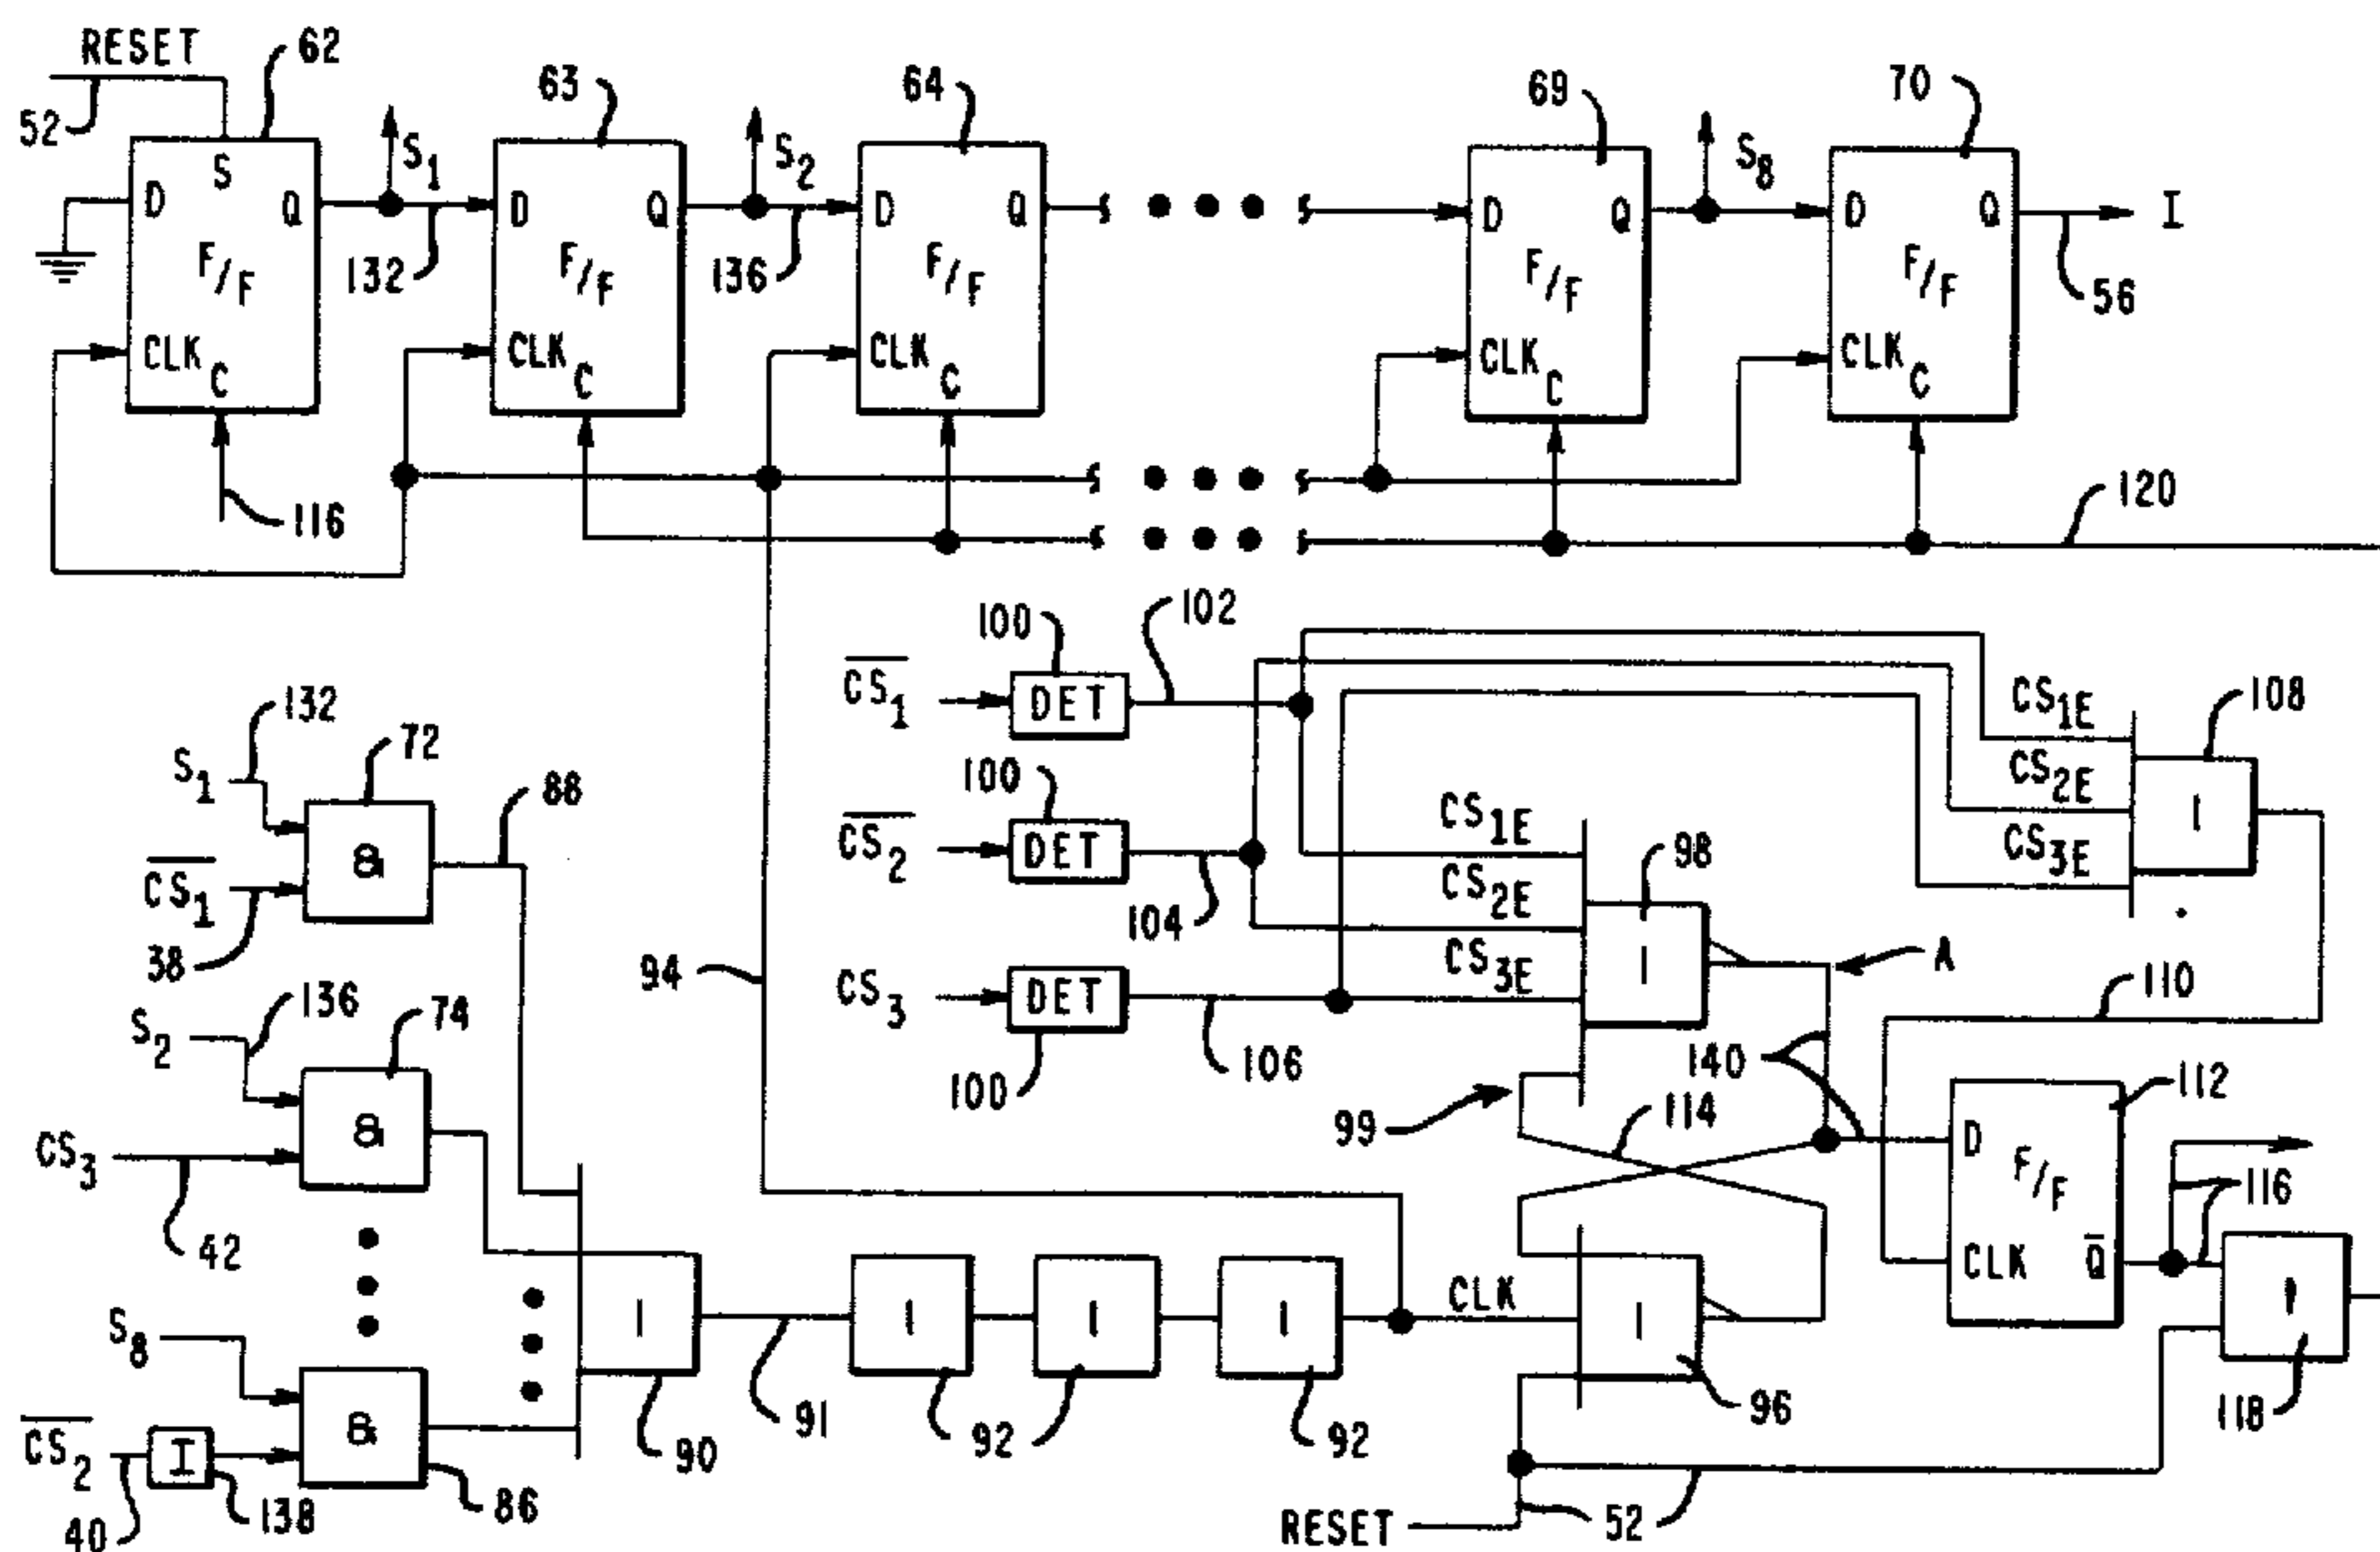 RESET
62
52
63
64
69
70
S
D
Q
F/F
CLK
C
116
S1
132
D
Q
F/F
CLK
C
S2
136
D
Q
F/F
CLK
C
D
Q
F/F
CLK
C
S8
D
Q
F/F
CLK
C
I
56
120
S1
132
CS1
38
72
&
88
S2
136
CS3
42
74
&
S8
CS2
40
I
138
86
&
90
I
91
I
I
I
92
92
94
CS1
100
DET
102
CS2
100
DET
104
CS3
DET
100
106
CS1E
CS2E
CS3E
98
I
99
A
114
140
CS1E
CS2E
CS3E
108
I
110
112
D
F/F
CLK
Q
116
118
CLK
I
96
RESET
52